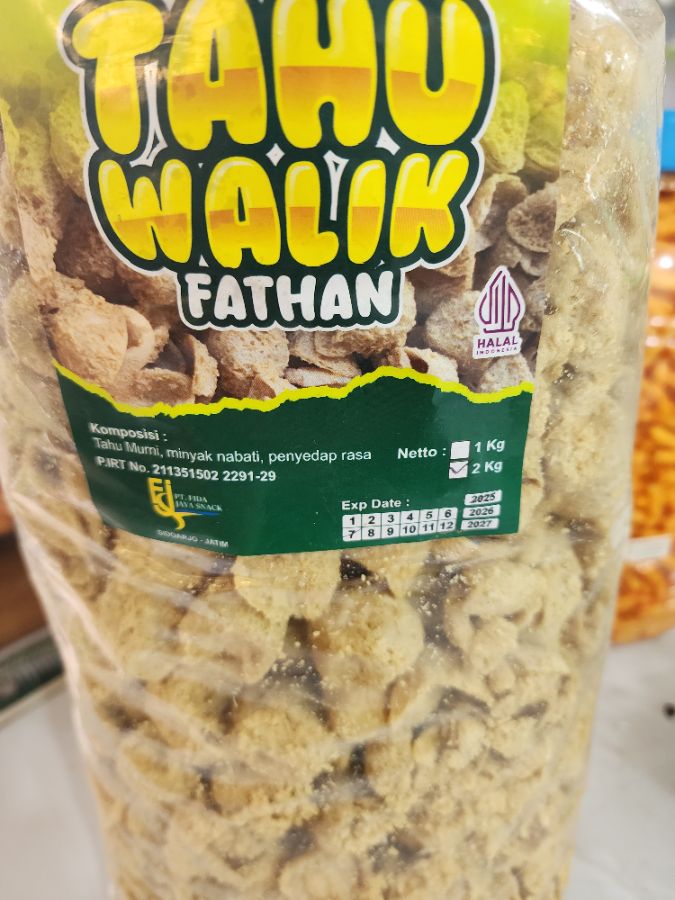 TAHU
WALIK
FATHAN
HALAL
INDONESIA
Komposisi :
Tahu Murni, minyak nabati, penyedap rasa
P.IRT No. 211351502 2291-29
Netto : 1 Kg
2 Kg
FJS
PT. FIDA
JAYA SNACK
SIDOARJO - JATIM
Exp Date :
1 2 3 4 5 6
7 8 9 10 11 12
2025
2026
2027